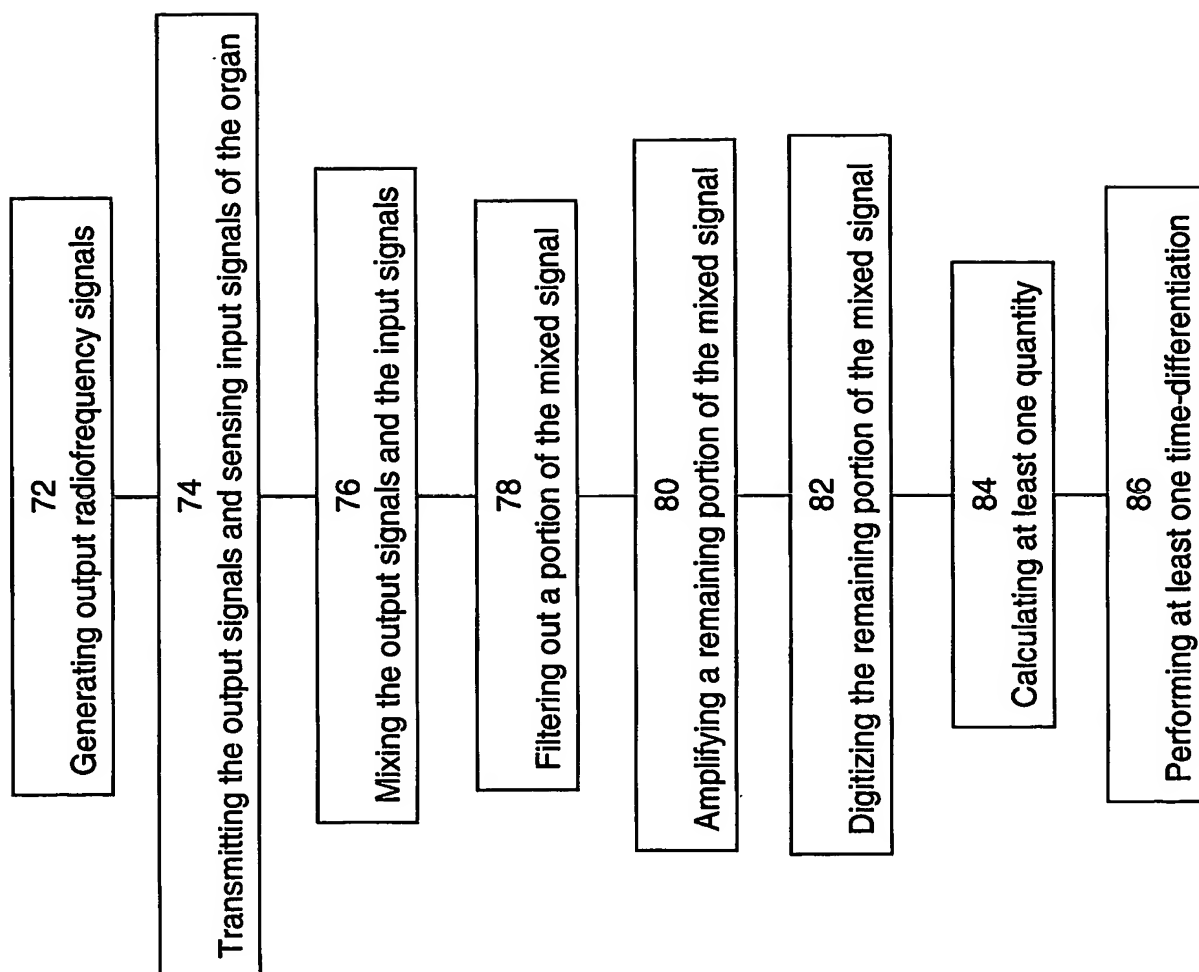 72
Generating output radiofrequency signals
74
Transmitting the output signals and sensing input signals of the organ
76
Mixing the output signals and the input signals
78
Filtering out a portion of the mixed signal
80
Amplifying a remaining portion of the mixed signal
82
Digitizing the remaining portion of the mixed signal
84
Calculating at least one quantity
86
Performing at least one time-differentiation